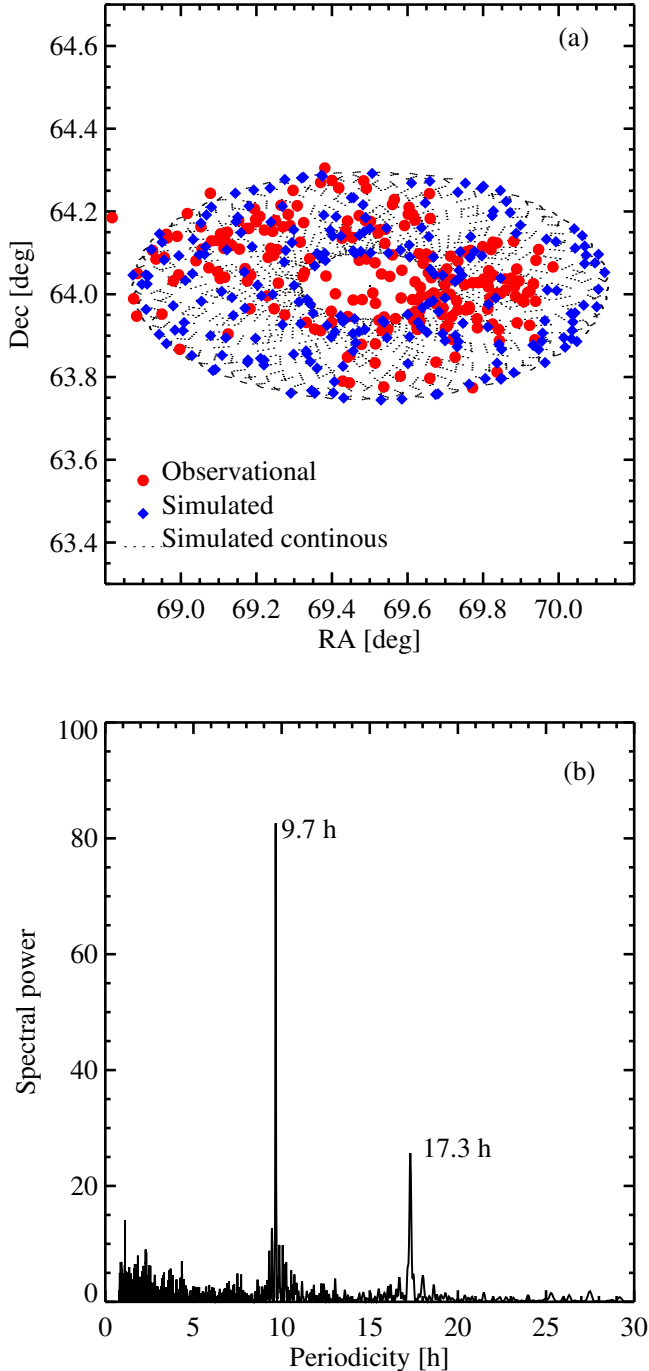 (a)
64.6
64.4
64.2
64.0
63.8
63.6
63.4
Dec [deg]
Observational
Simulated
Simulated continous
69.0 69.2 69.4 69.6 69.8 70.0
RA [deg]
(b)
100
80
60
40
20
0
Spectral power
9.7 h
17.3 h
0 5 10 15 20 25 30
Periodicity [h]